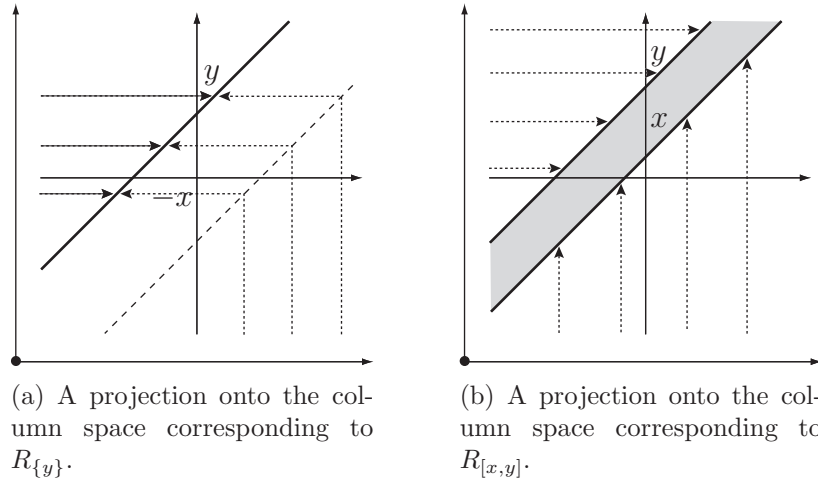 y
−x
y
x
(a) A projection onto the col-
umn space corresponding to
R_{\{y\}}.
(b) A projection onto the col-
umn space corresponding to
R_{[x,y]}.